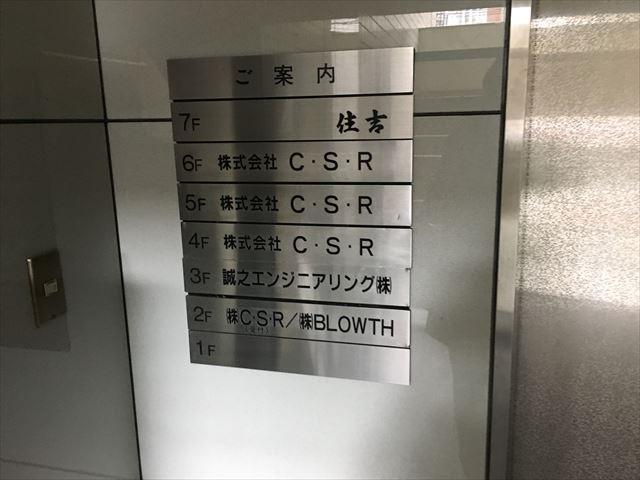 ご案内
7F 住吉
6F 株式会社 C・S・R
5F 株式会社 C・S・R
4F 株式会社 C・S・R
3F 誠之エンジニアリング㈱
2F ㈱C・S・R/㈱BLOWTH
(受付)
1F